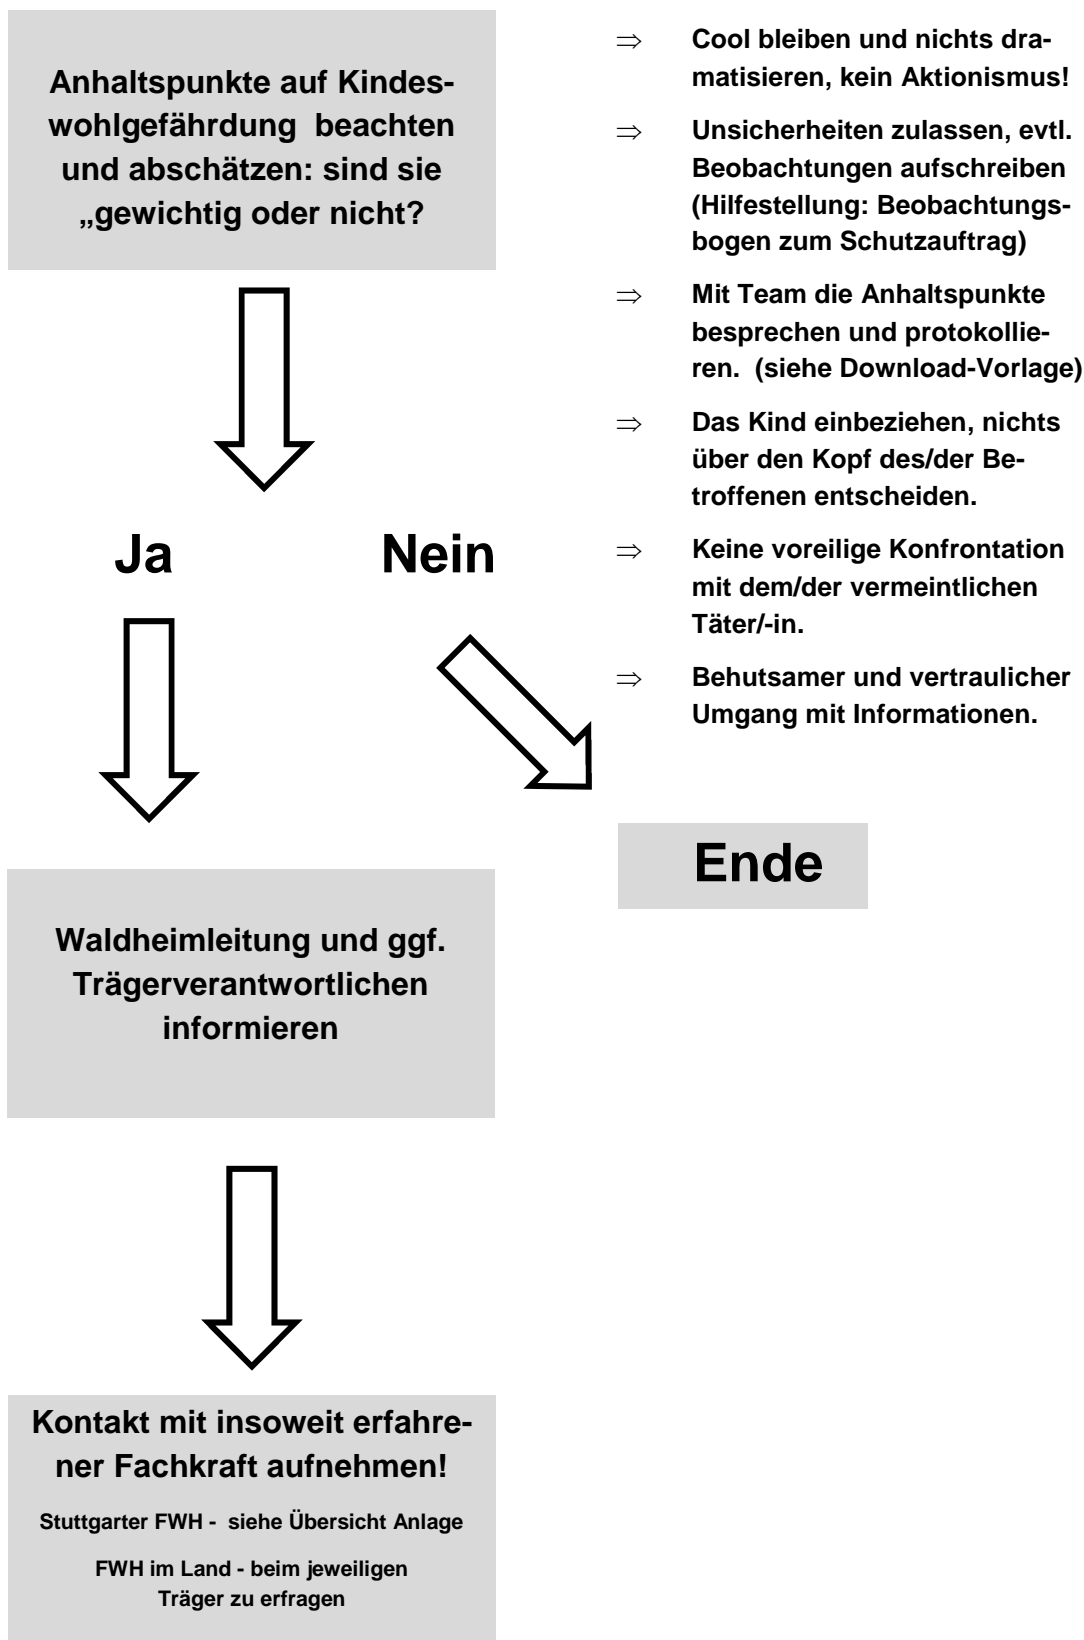 Anhaltspunkte auf Kindes-
wohlgefährdung  beachten
und abschätzen: sind sie
„gewichtig oder nicht?
⇒ Cool bleiben und nichts dra-
matisieren, kein Aktionismus!
⇒ Unsicherheiten zulassen, evtl.
Beobachtungen aufschreiben
(Hilfestellung: Beobachtungs-
bogen zum Schutzauftrag)
⇒ Mit Team die Anhaltspunkte
besprechen und protokollie-
ren.  (siehe Download-Vorlage)
⇒ Das Kind einbeziehen, nichts
über den Kopf des/der Be-
troffenen entscheiden.
⇒ Keine voreilige Konfrontation
mit dem/der vermeintlichen
Täter/-in.
⇒ Behutsamer und vertraulicher
Umgang mit Informationen.
Ja
Nein
Ende
Waldheimleitung und ggf.
Trägerverantwortlichen
informieren
Kontakt mit insoweit erfahre-
ner Fachkraft aufnehmen!
Stuttgarter FWH -  siehe Übersicht Anlage
FWH im Land - beim jeweiligen
Träger zu erfragen